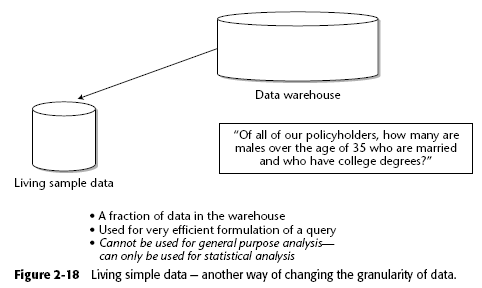 Data warehouse
"Of all of our policyholders, how many are
males over the age of 35 who are married
and who have college degrees?"
Living sample data
• A fraction of data in the warehouse
• Used for very efficient formulation of a query
• Cannot be used for general purpose analysis—
can only be used for statistical analysis
Figure 2-18 Living simple data – another way of changing the granularity of data.